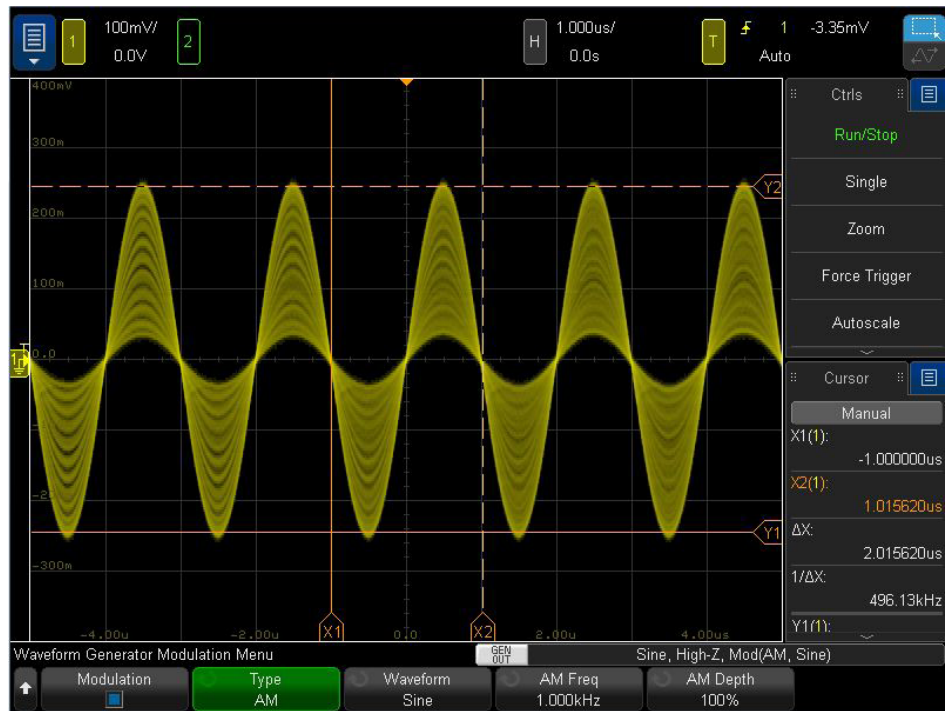 1 100mV/ 2 H 1.000us/ T 1 -3.35mV
0.0V 0.0s Auto
400mV
300m
200m
100m
0.0
-300m
-4.00u -2.00u 0.0 2.00u 4.00us
Y2
Y1
X1 X2
1
T
Ctrls
Run/Stop
Single
Zoom
Force Trigger
Autoscale
Cursor
Manual
X1(1):
-1.000000us
X2(1):
1.015620us
ΔX:
2.015620us
1/ΔX:
496.13kHz
Y1(1):
Waveform Generator Modulation Menu
GEN
OUT
Sine, High-Z, Mod(AM, Sine)
Modulation
Type
AM
Waveform
Sine
AM Freq
1.000kHz
AM Depth
100%